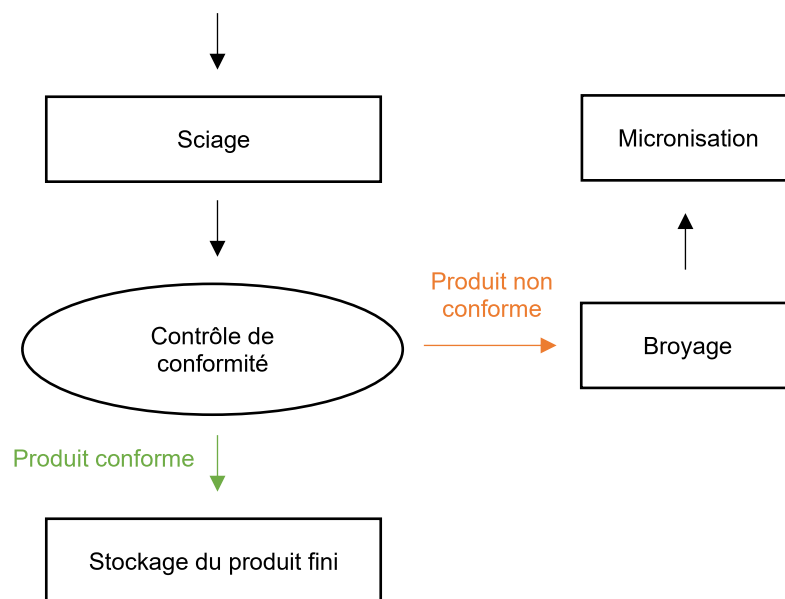 Sciage
Micronisation
Produit non
conforme
Contrôle de
conformité
Broyage
Produit conforme
Stockage du produit fini